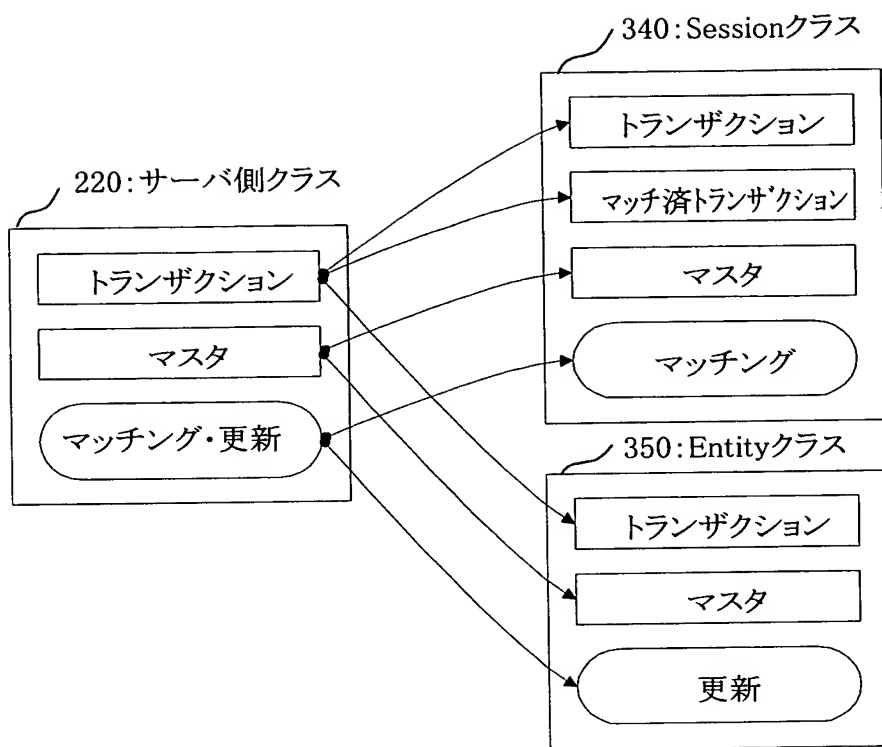 340:Sessionクラス
トランザクション
マッチ済トランザクション
マスタ
マッチング
220:サーバ側クラス
トランザクション
マスタ
マッチング・更新
350:Entityクラス
トランザクション
マスタ
更新